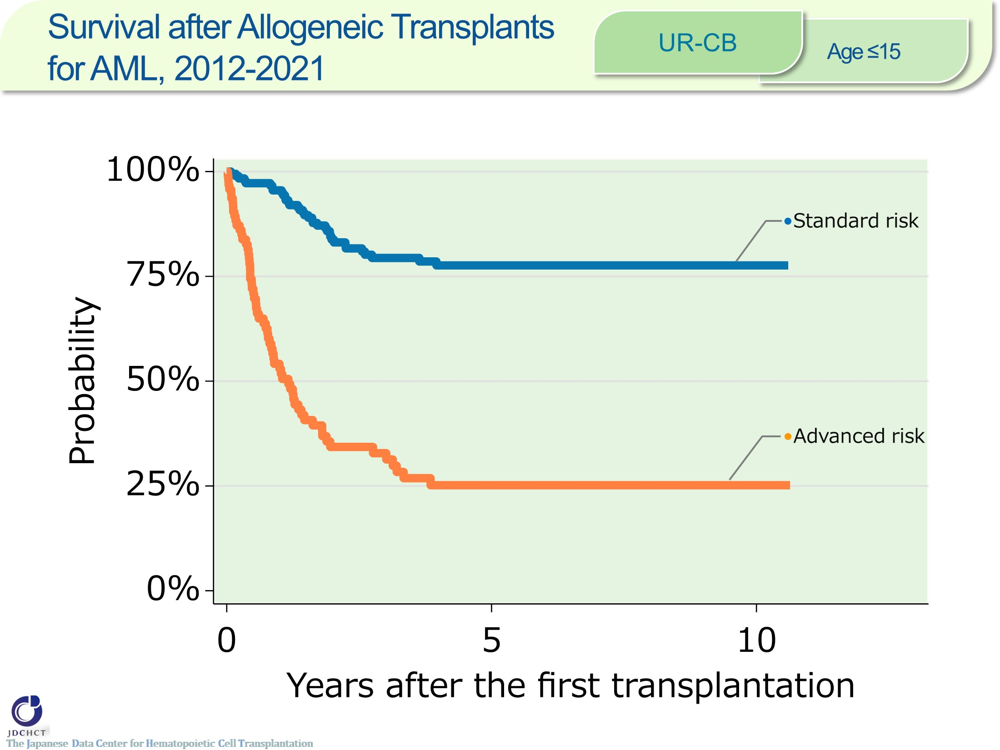 Survival after Allogeneic Transplants
for AML, 2012-2021
UR-CB
Age ≤15
100%
75%
50%
25%
0%
Probability
Standard risk
Advanced risk
0
5
10
Years after the first transplantation
JDCHCT
The Japanese Data Center for Hematopoietic Cell Transplantation